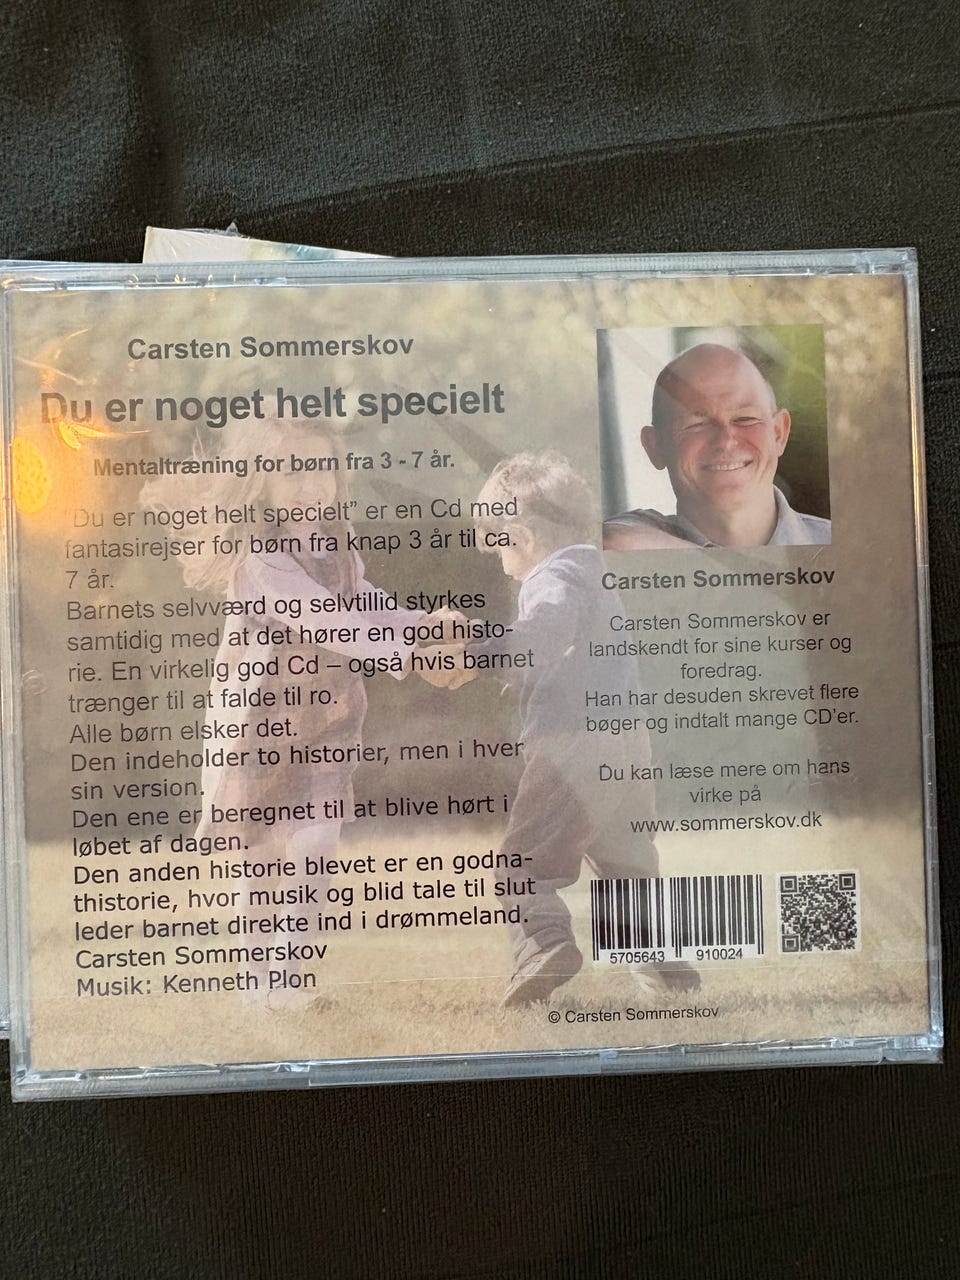 Carsten Sommerskov
Du er noget helt specielt
Mentaltræning for børn fra 3 - 7 år.
"Du er noget helt specielt" er en Cd med
fantasirejser for børn fra knap 3 år til ca.
7 år.
Barnets selvværd og selvtillid styrkes
samtidig med at det hører en god histo-
rie. En virkelig god Cd – også hvis barnet
trænger til at falde til ro.
Alle børn elsker det.
Den indeholder to historier, men i hver
sin version.
Den ene er beregnet til at blive hørt i
løbet af dagen.
Den anden historie blevet er en godna-
thistorie, hvor musik og blid tale til slut
leder barnet direkte ind i drømmeland.
Carsten Sommerskov
Musik: Kenneth Plon
Carsten Sommerskov
Carsten Sommerskov er
landskendt for sine kurser og
foredrag.
Han har desuden skrevet flere
bøger og indtalt mange CD'er.
Du kan læse mere om hans
virke på
www.sommerskov.dk
5705643 910024
© Carsten Sommerskov